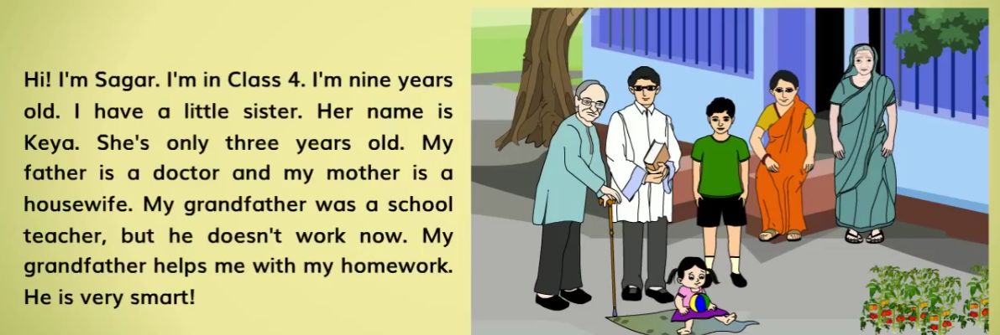 Hi! I'm Sagar. I'm in Class 4. I'm nine years
old. I have a little sister. Her name is
Keya. She's only three years old. My
father is a doctor and my mother is a
housewife. My grandfather was a school
teacher, but he doesn't work now. My
grandfather helps me with my homework.
He is very smart!